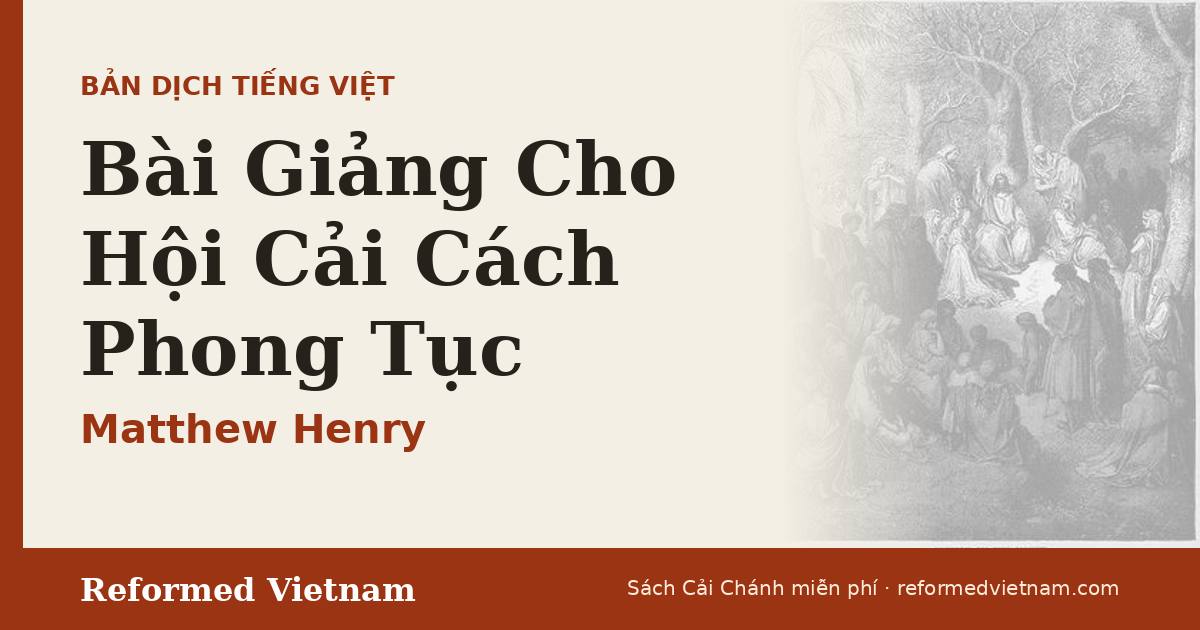 BẢN DỊCH TIẾNG VIỆT
Bài Giảng Cho
Hội Cải Cách
Phong Tục
Matthew Henry
Reformed Vietnam
Sách Cải Chánh miễn phí · reformedvietnam.com